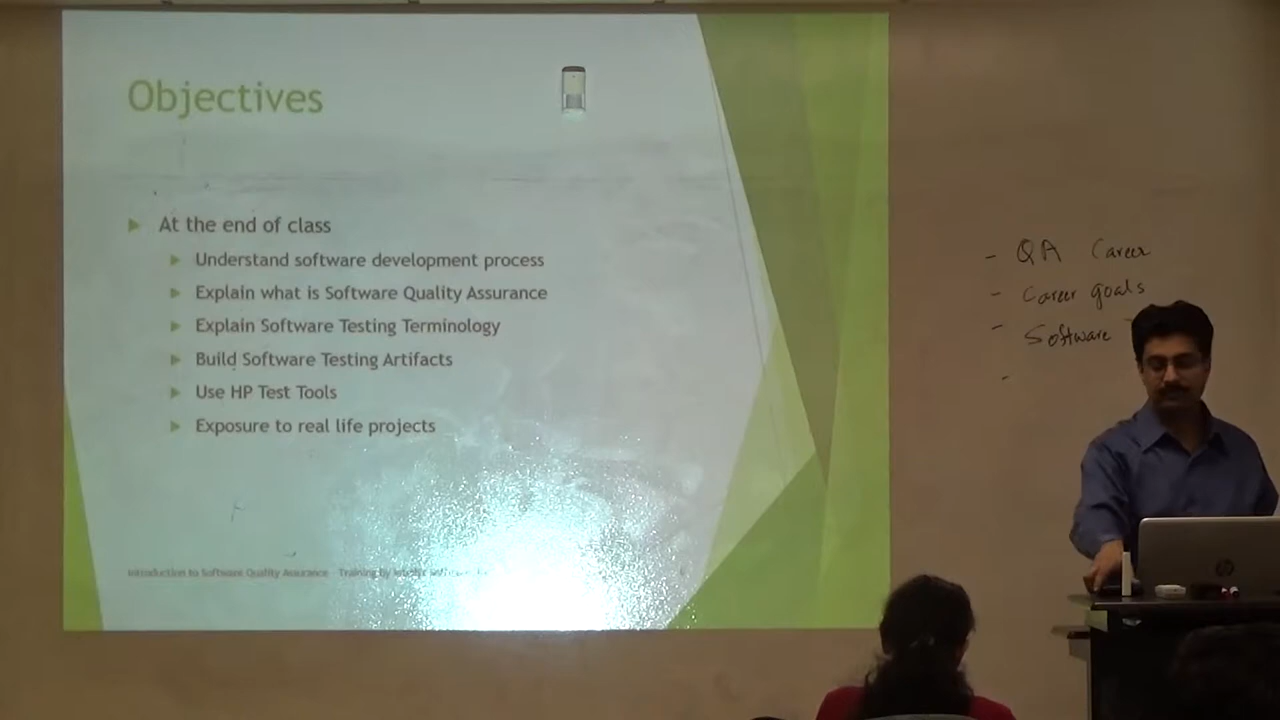 Objectives
At the end of class
Understand software development process
Explain what is Software Quality Assurance
Explain Software Testing Terminology
Build Software Testing Artifacts
Use HP Test Tools
Exposure to real life projects
Introduction to Software Quality Assurance - Training by
- QA Career
- Career goals
- Software
-
hp